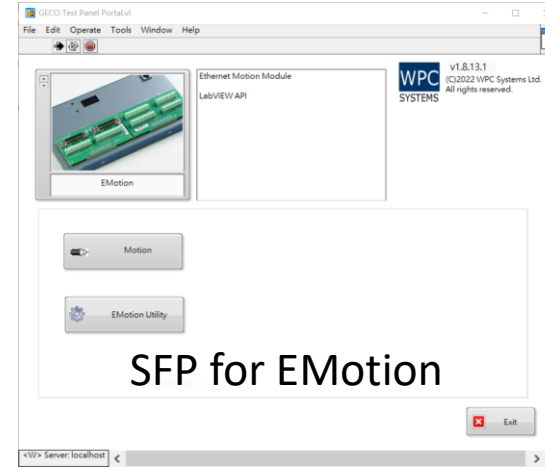 GECO Test Panel Portal.vi
File Edit Operate Tools Window Help
EMotion
Ethernet Motion Module
LabVIEW API
WPC
SYSTEMS
v1.8.13.1
(C)2022 WPC Systems Ltd.
All rights reserved.
Motion
EMotion Utility
SFP for EMotion
Exit
<W> Server: localhost